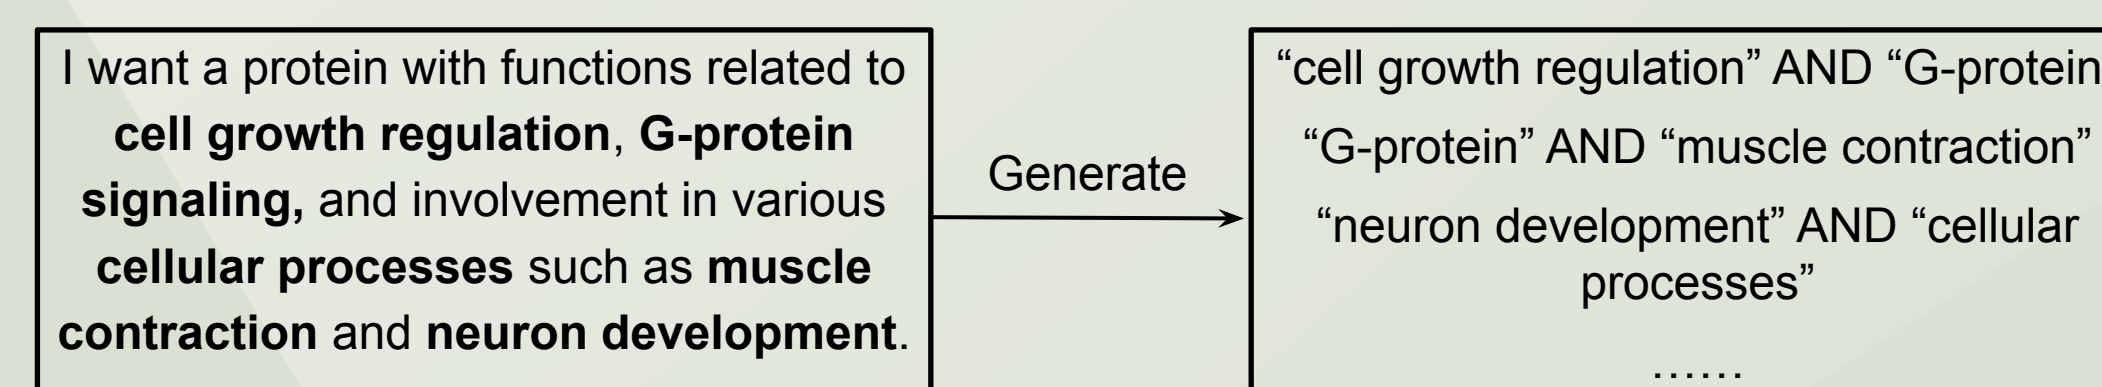 I want a protein with functions related to
cell growth regulation, G-protein
signaling, and involvement in various
cellular processes such as muscle
contraction and neuron development.
Generate
“cell growth regulation” AND “G-protein
“G-protein” AND “muscle contraction”
“neuron development” AND “cellular
processes”
……